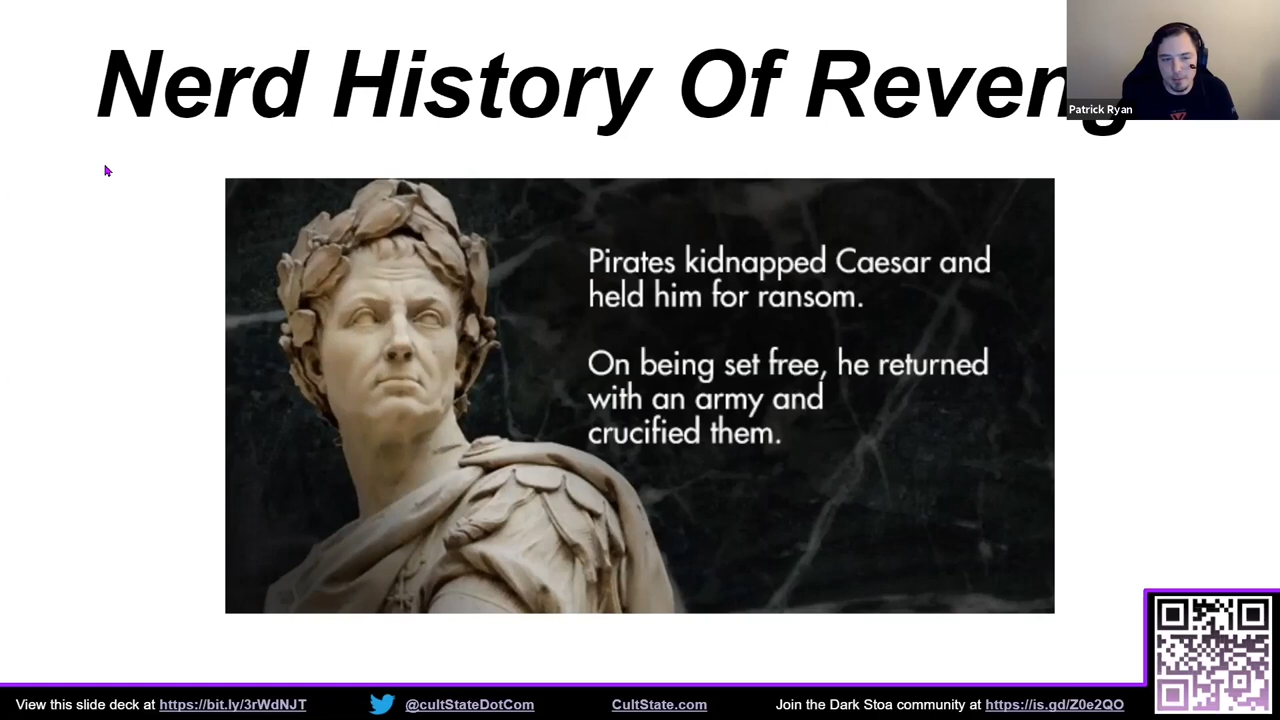 Nerd History Of Reveng
Patrick Ryan
Pirates kidnapped Caesar and
held him for ransom.
On being set free, he returned
with an army and
crucified them.
View this slide deck at https://bit.ly/3rWdNJT
@cultStateDotCom
CultState.com
Join the Dark Stoa community at https://is.gd/Z0e2QO